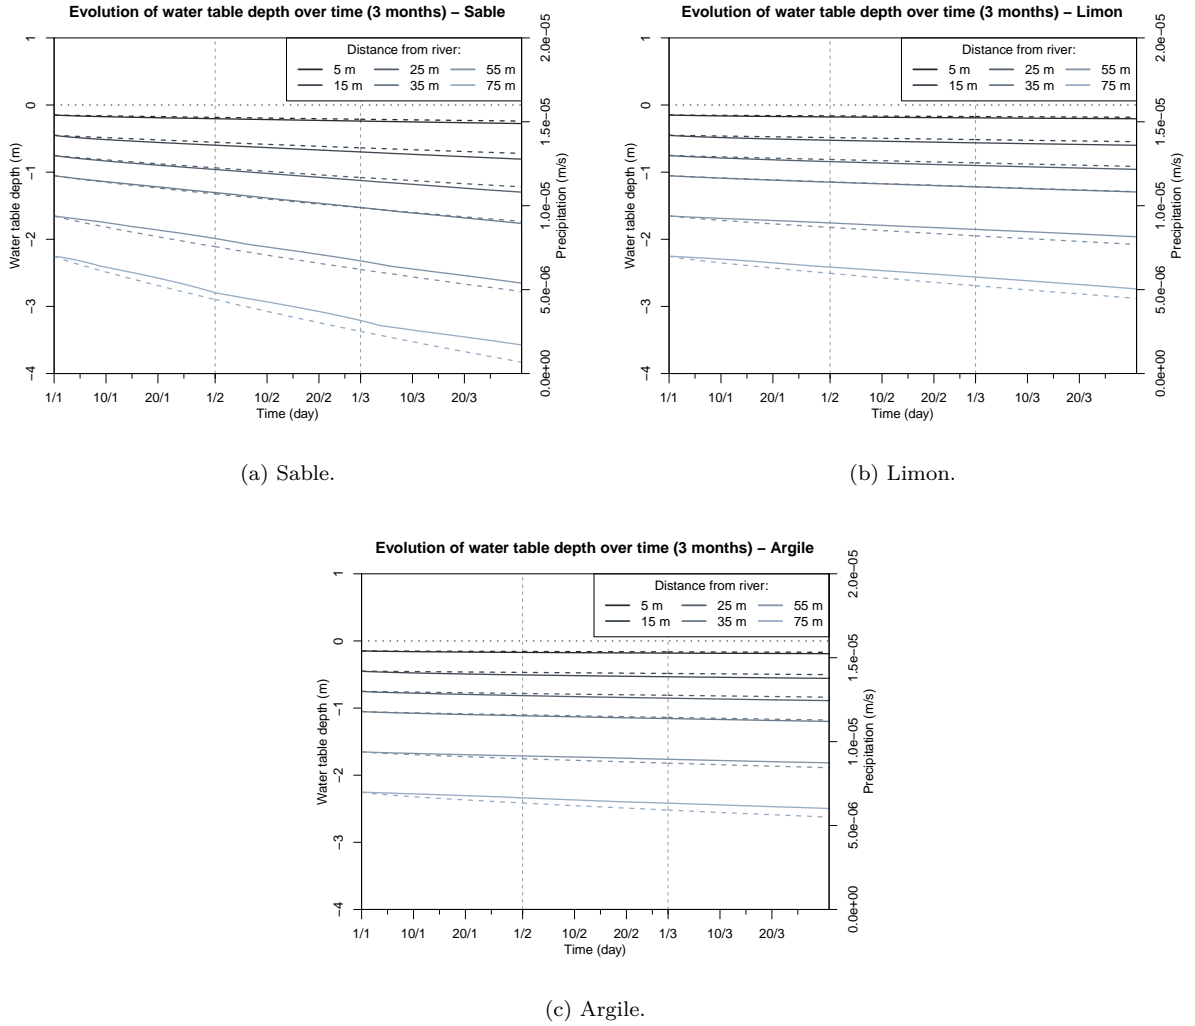 Evolution of water table depth over time (3 months) – Sable
Distance from river:
5 m 25 m 55 m
15 m 35 m 75 m
1
0
−1
−2
−3
−4
Water table depth (m)
2.0e−05
1.5e−05
1.0e−05
5.0e−06
0.0e+00
Precipitation (m/s)
1/1 10/1 20/1 1/2 10/2 20/2 1/3 10/3 20/3
Time (day)
(a) Sable.
Evolution of water table depth over time (3 months) – Limon
Distance from river:
5 m 25 m 55 m
15 m 35 m 75 m
1
0
−1
−2
−3
−4
Water table depth (m)
2.0e−05
1.5e−05
1.0e−05
5.0e−06
0.0e+00
Precipitation (m/s)
1/1 10/1 20/1 1/2 10/2 20/2 1/3 10/3 20/3
Time (day)
(b) Limon.
Evolution of water table depth over time (3 months) – Argile
Distance from river:
5 m 25 m 55 m
15 m 35 m 75 m
1
0
−1
−2
−3
−4
Water table depth (m)
2.0e−05
1.5e−05
1.0e−05
5.0e−06
0.0e+00
Precipitation (m/s)
1/1 10/1 20/1 1/2 10/2 20/2 1/3 10/3 20/3
Time (day)
(c) Argile.